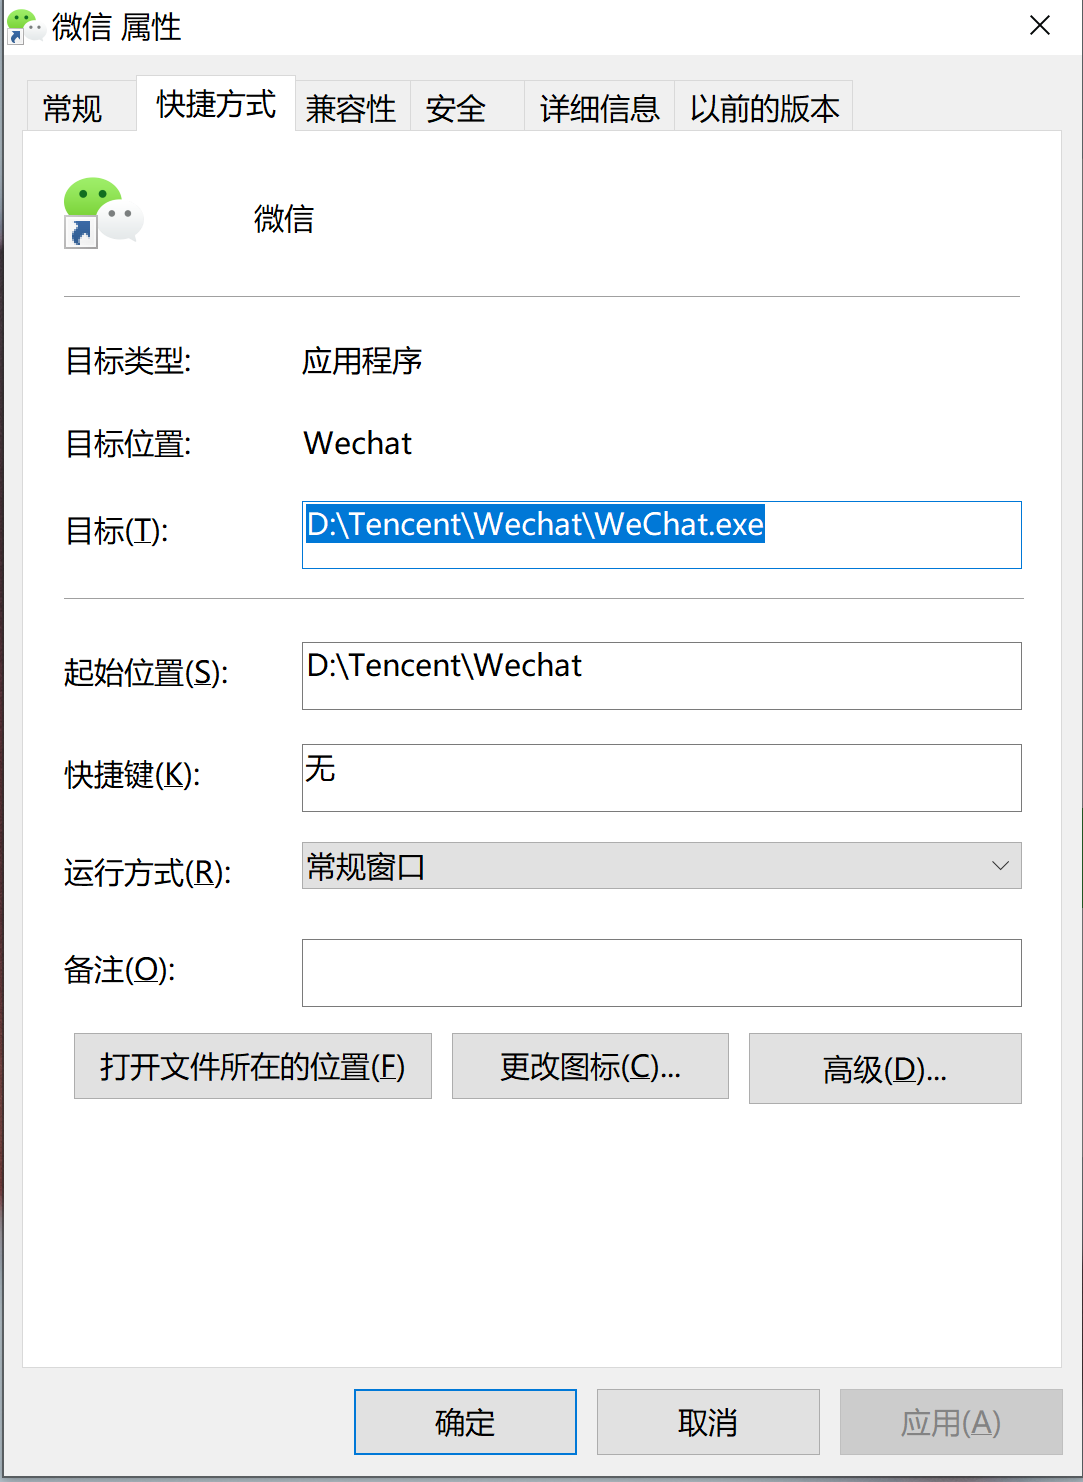 微信 属性
常规 快捷方式 兼容性 安全 详细信息 以前的版本
微信
目标类型: 应用程序
目标位置: Wechat
目标(T): D:\Tencent\Wechat\WeChat.exe
起始位置(S): D:\Tencent\Wechat
快捷键(K): 无
运行方式(R): 常规窗口
备注(O):
打开文件所在的位置(F) 更改图标(C)... 高级(D)...
确定 取消 应用(A)